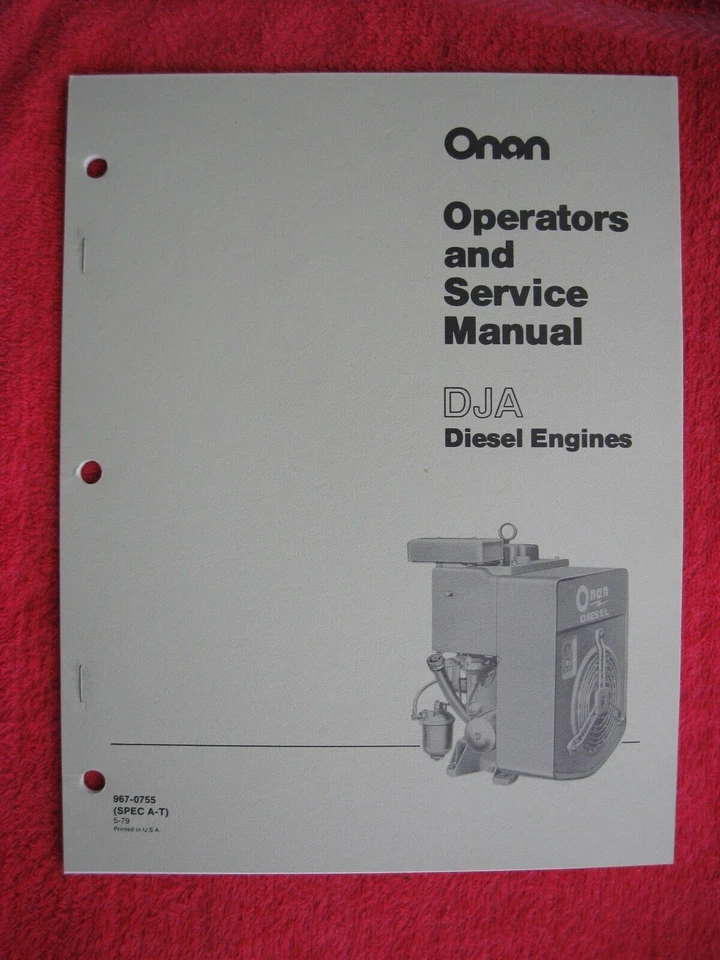 Onan
Operators
and
Service
Manual
DJA
Diesel Engines
Onan
DIESEL
967-0755
(SPEC A-T)
5-79
Printed in U.S.A.